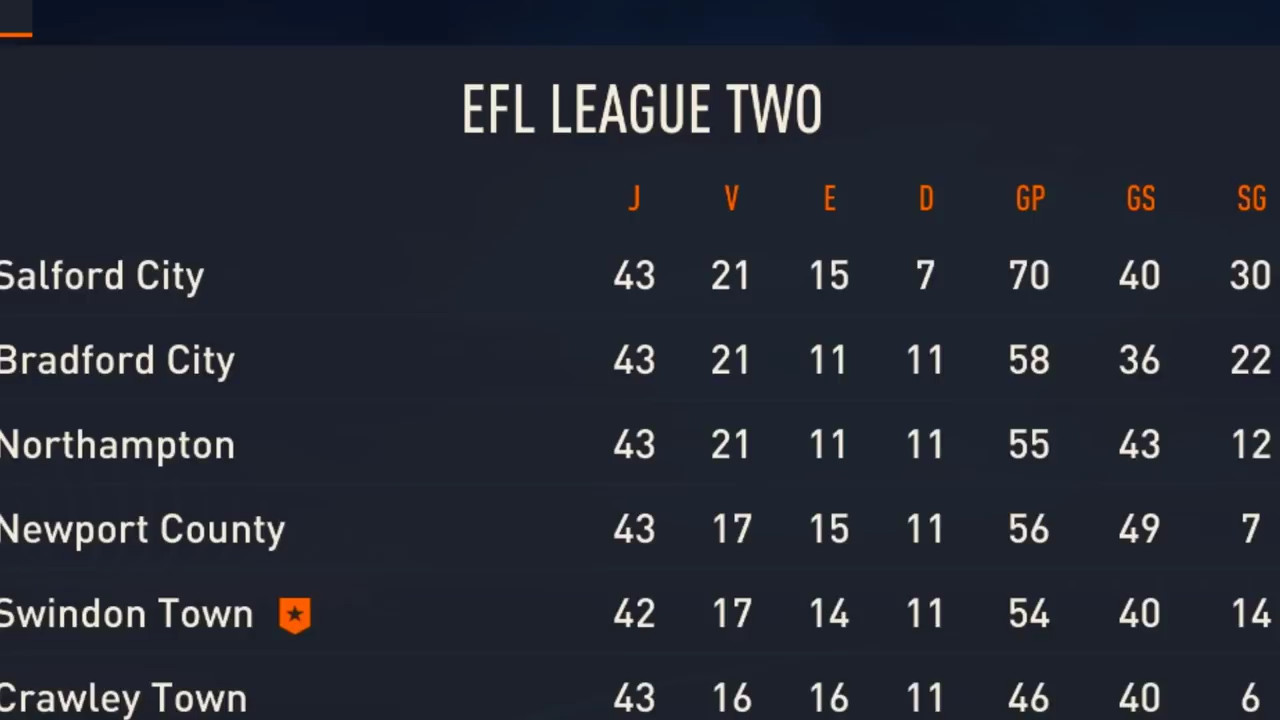 EFL LEAGUE TWO
J V E D GP GS SG
Salford City 43 21 15 7 70 40 30
Bradford City 43 21 11 11 58 36 22
Northampton 43 21 11 11 55 43 12
Newport County 43 17 15 11 56 49 7
Swindon Town 42 17 14 11 54 40 14
Crawley Town 43 16 16 11 46 40 6